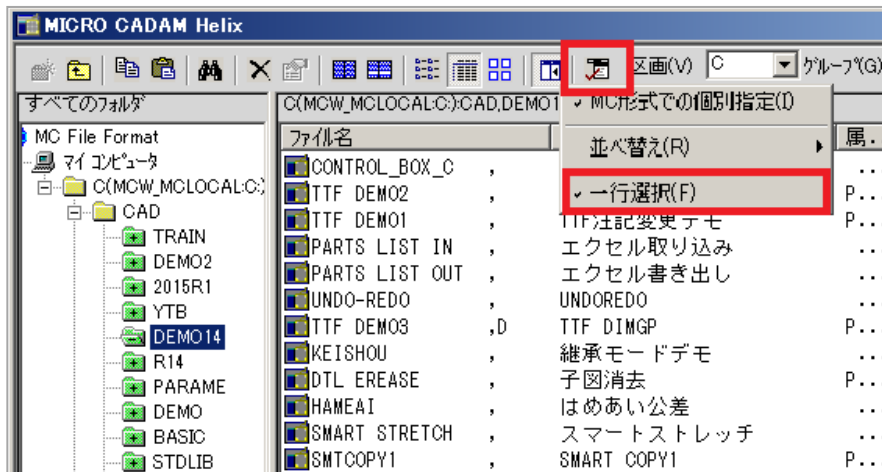 MICRO CADAM Helix
区画(V) C ｸﾞﾙｰﾌﾟ(G)
すべてのﾌｫﾙﾀﾞ
C(MCW_MCLOCAL:C:):CAD,DEMO1
✓ MC形式での個別指定(I)
並べ替え(R)
✓ 一行選択(F)
MC File Format
ﾏｲ ｺﾝﾋﾟｭｰﾀ
C(MCW_MCLOCAL:C:)
CAD
TRAIN
DEMO2
2015R1
YTB
DEMO14
R14
PARAME
DEMO
BASIC
STDLIB
ﾌｧｲﾙ名 属.
CONTROL_BOX_C , ..
TTF DEMO2 , P..
TTF DEMO1 , TTF注記変更デモ P..
PARTS LIST IN , エクセル取り込み ..
PARTS LIST OUT , エクセル書き出し ..
UNDO-REDO , UNDOREDO ..
TTF DEMO3 ,D TTF DIMGP P..
KEISHOU , 継承モードデモ ..
DTL EREASE , 子図消去 P..
HAMEAI , はめあい公差 ..
SMART STRETCH , スマートストレッチ ..
SMTCOPY1 , SMART COPY1 P..